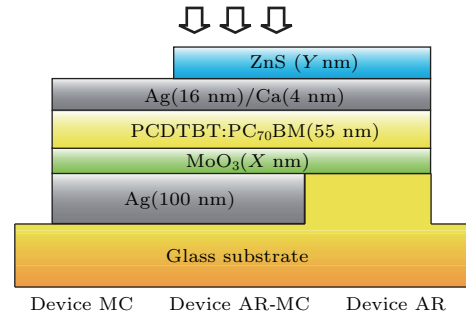 ZnS (Y nm)
Ag(16 nm)/Ca(4 nm)
PCDTBT:PC₇₀BM(55 nm)
MoO₃(X nm)
Ag(100 nm)
Glass substrate
Device MC Device AR-MC Device AR